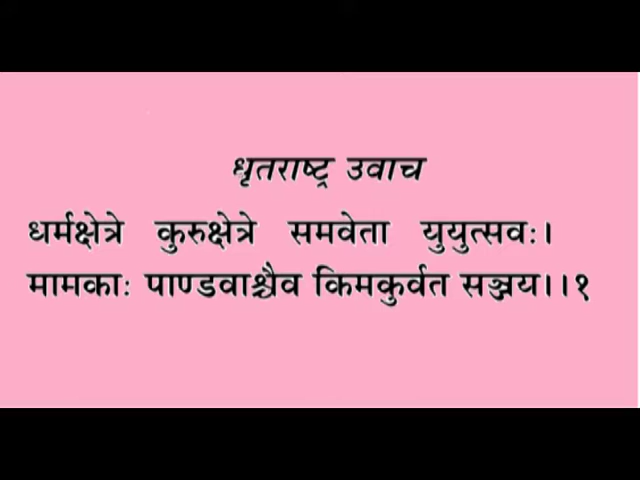 धृतराष्ट्र उवाच
धर्मक्षेत्रे कुरुक्षेत्रे समवेता युयुत्सवः।
मामकाः पाण्डवाश्चैव किमकुर्वत सञ्जय।।१